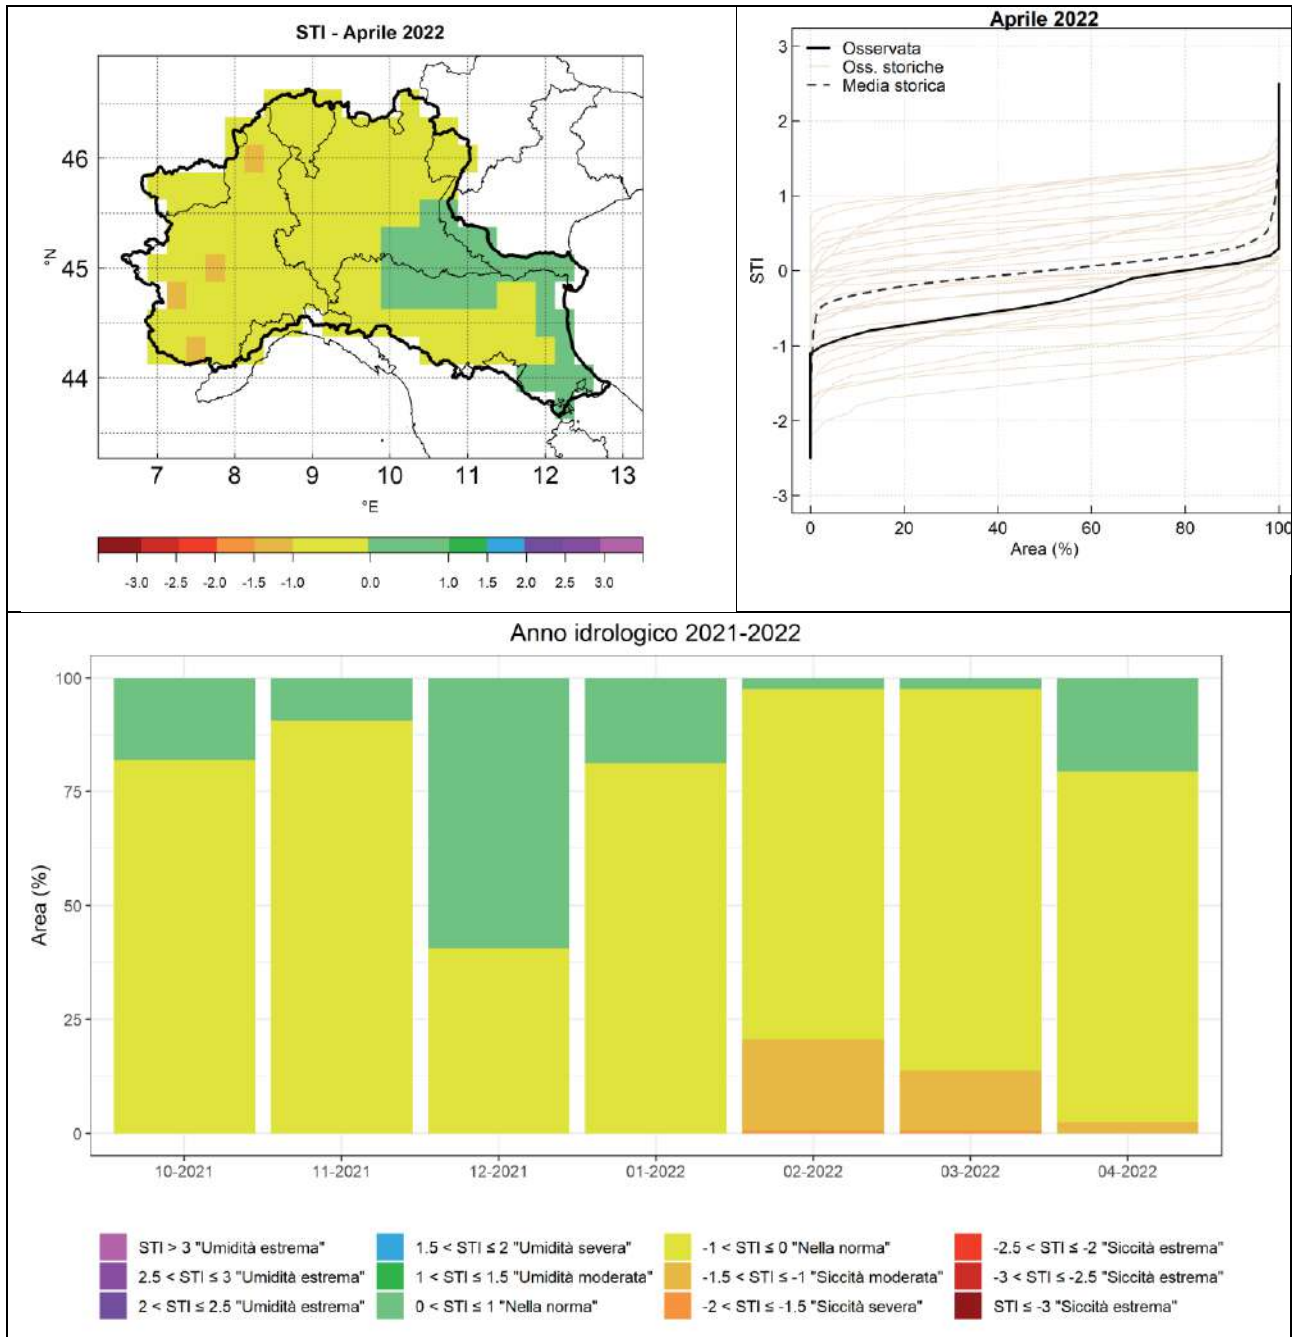 STI - Aprile 2022
46
45
44
°N
7 8 9 10 11 12 13
°E
-3.0 -2.5 -2.0 -1.5 -1.0 0.0 1.0 1.5 2.0 2.5 3.0
Aprile 2022
Osservata
Oss. storiche
Media storica
3
2
1
0
-1
-2
-3
STI
0 20 40 60 80 100
Area (%)
Anno idrologico 2021-2022
100
75
50
25
0
Area (%)
10-2021 11-2021 12-2021 01-2022 02-2022 03-2022 04-2022
STI > 3 "Umidità estrema" 1.5 < STI ≤ 2 "Umidità severa" -1 < STI ≤ 0 "Nella norma" -2.5 < STI ≤ -2 "Siccità estrema"
2.5 < STI ≤ 3 "Umidità estrema" 1 < STI ≤ 1.5 "Umidità moderata" -1.5 < STI ≤ -1 "Siccità moderata" -3 < STI ≤ -2.5 "Siccità estrema"
2 < STI ≤ 2.5 "Umidità estrema" 0 < STI ≤ 1 "Nella norma" -2 < STI ≤ -1.5 "Siccità severa" STI ≤ -3 "Siccità estrema"